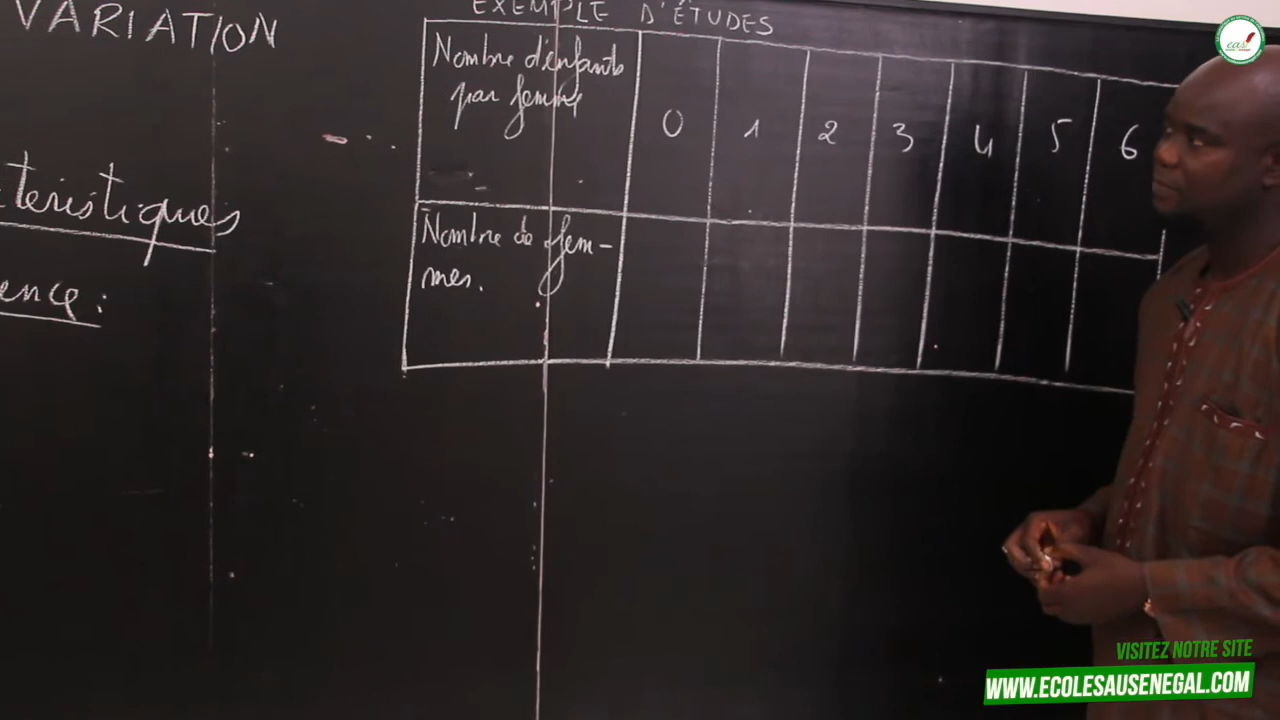 VARIATION
EXEMPLE D'ÉTUDES
téristiques
ence:
Nombre d'enfants
par femme
0 1 2 3 4 5 6
Nombre de fem-
mes.
eas!
VISITEZ NOTRE SITE
WWW.ECOLESAUSENEGAL.COM